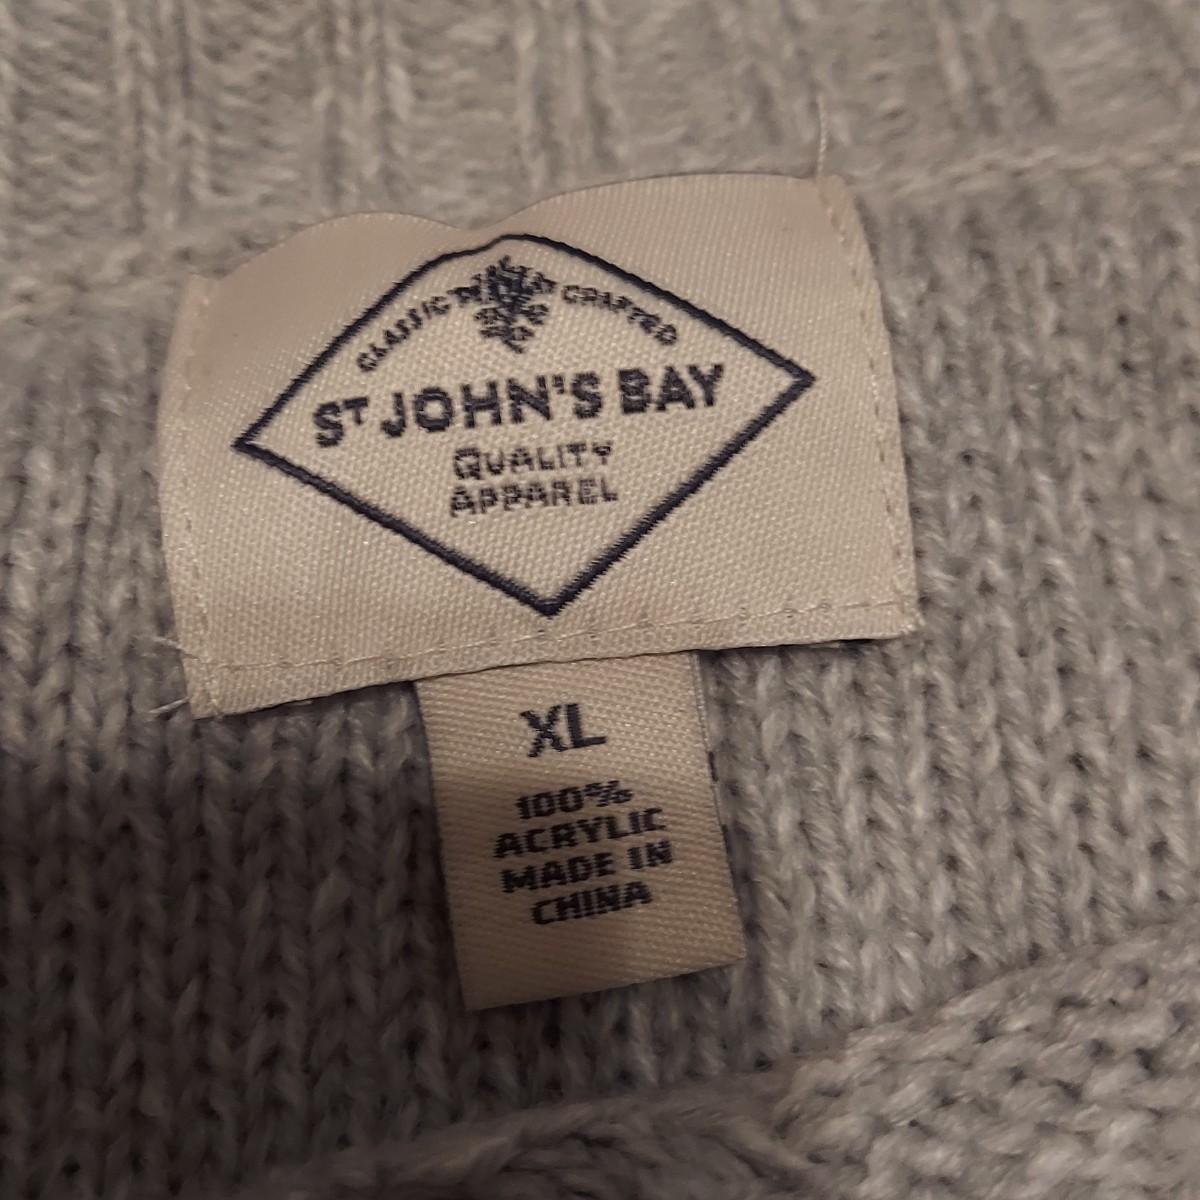 CLASSIC CRAFTED
ST JOHN'S BAY
QUALITY
APPAREL
XL
100%
ACRYLIC
MADE IN
CHINA